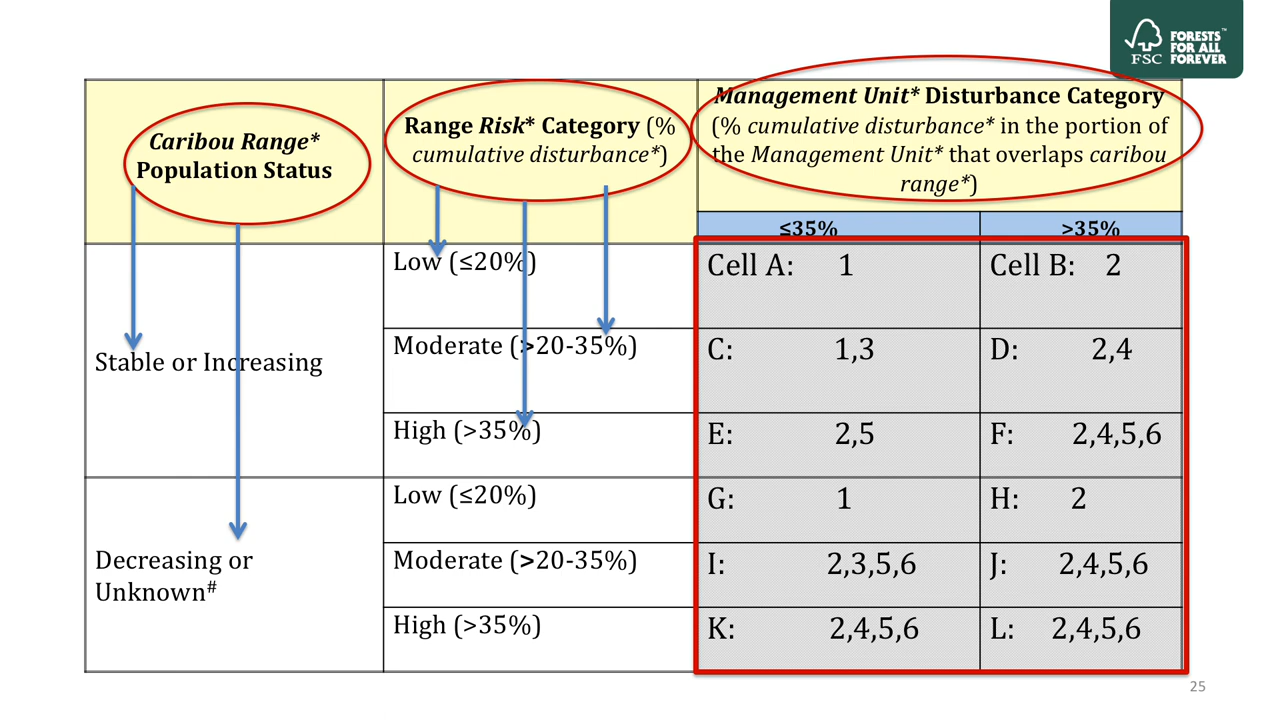 FSC
FORESTS™
FOR ALL
FOREVER
Caribou Range*
Population Status
Range Risk* Category (%
cumulative disturbance*)
Management Unit* Disturbance Category
(% cumulative disturbance* in the portion of
the Management Unit* that overlaps caribou
range*)
≤35%
>35%
Stable or Increasing
Low (≤20%)
Cell A: 1
Cell B: 2
Moderate (>20-35%)
C: 1,3
D: 2,4
High (>35%)
E: 2,5
F: 2,4,5,6
Decreasing or
Unknown#
Low (≤20%)
G: 1
H: 2
Moderate (>20-35%)
I: 2,3,5,6
J: 2,4,5,6
High (>35%)
K: 2,4,5,6
L: 2,4,5,6
25